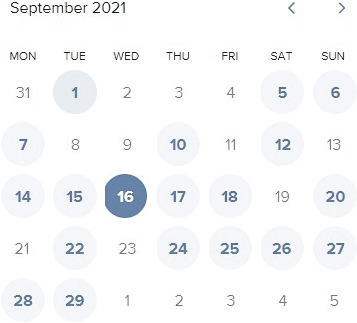 September 2021
MON TUE WED THU FRI SAT SUN
31 1 2 3 4 5 6
7 8 9 10 11 12 13
14 15 16 17 18 19 20
21 22 23 24 25 26 27
28 29 1 2 3 4 5